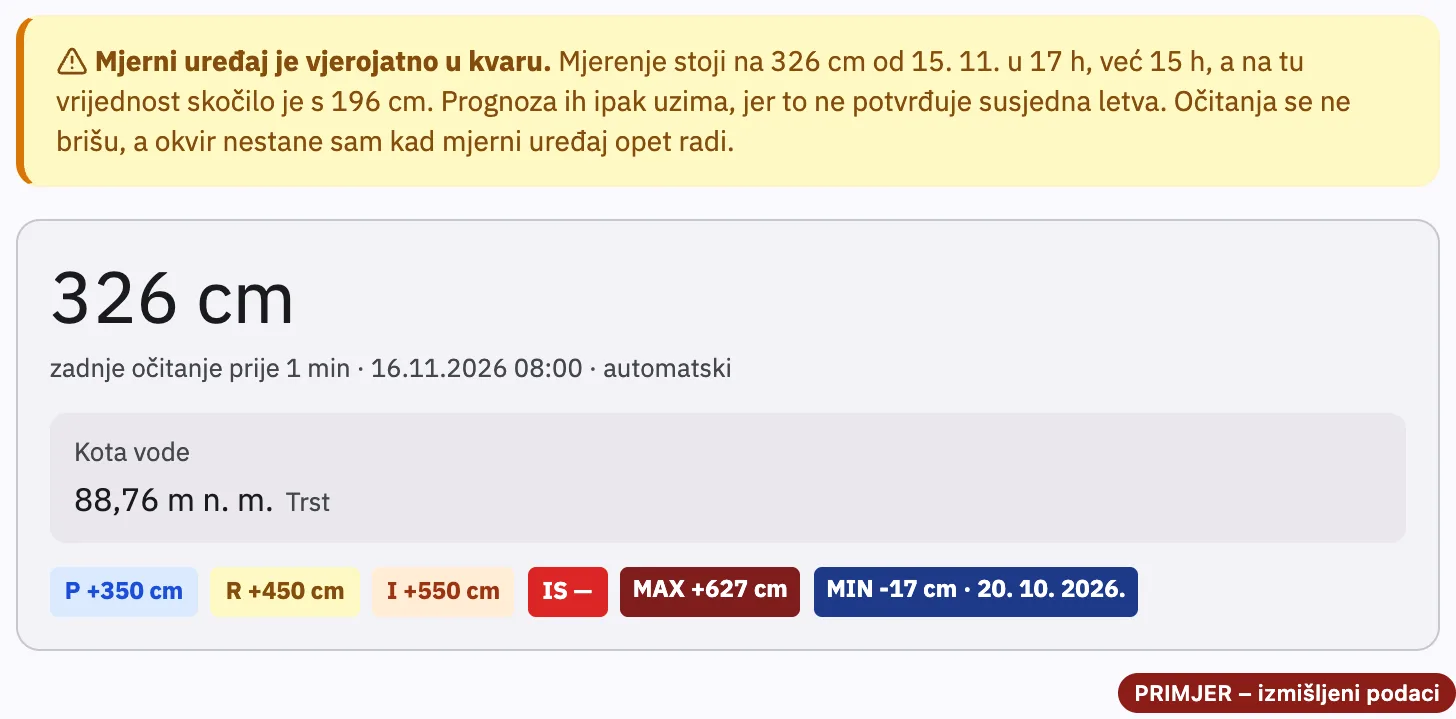 Mjerni uređaj je vjerojatno u kvaru. Mjerenje stoji na 326 cm od 15. 11. u 17 h, već 15 h, a na tu
vrijednost skočilo je s 196 cm. Prognoza ih ipak uzima, jer to ne potvrđuje susjedna letva. Očitanja se ne
brišu, a okvir nestane sam kad mjerni uređaj opet radi.
326 cm
zadnje očitanje prije 1 min · 16.11.2026 08:00 · automatski
Kota vode
88,76 m n. m. Trst
P +350 cm R +450 cm I +550 cm IS — MAX +627 cm MIN -17 cm · 20. 10. 2026.
PRIMJER – izmišljeni podaci